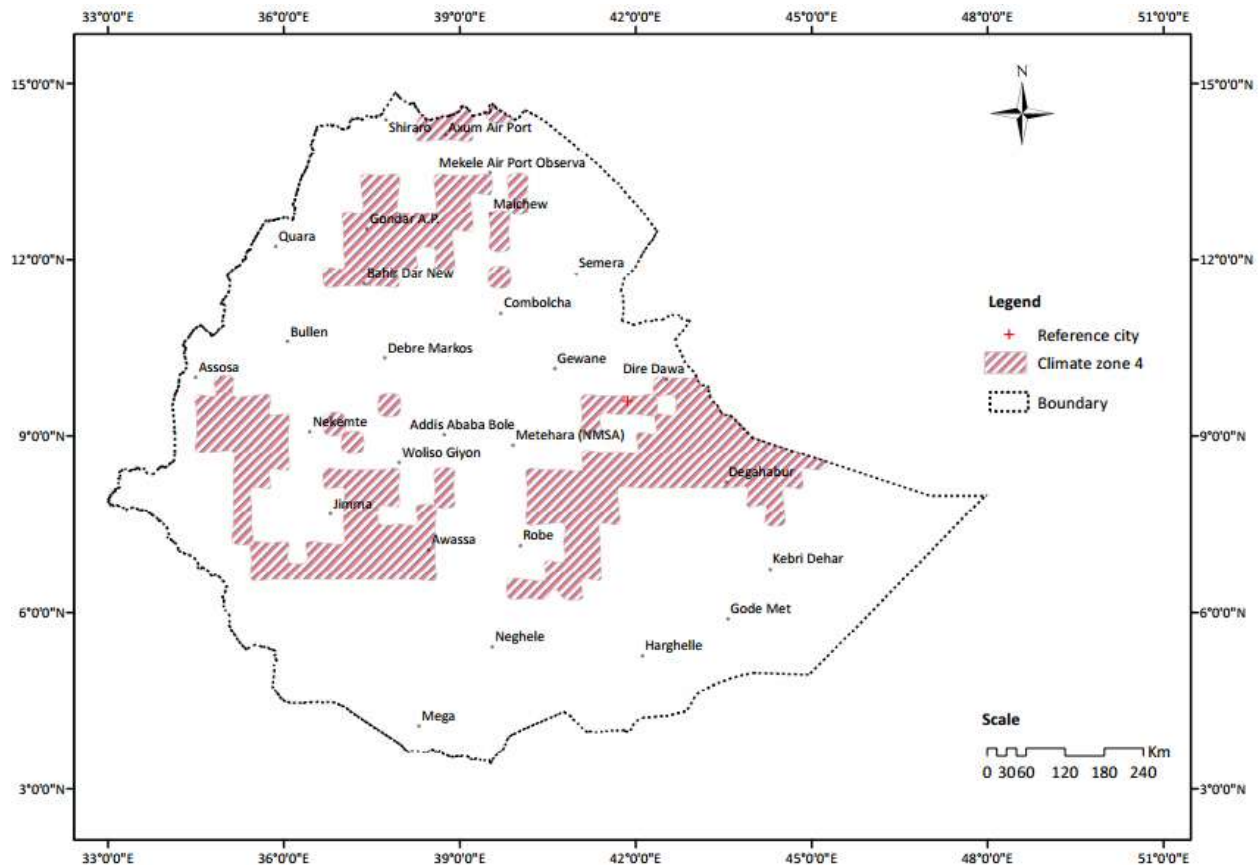 33°0'0"E 36°0'0"E 39°0'0"E 42°0'0"E 45°0'0"E 48°0'0"E 51°0'0"E
15°0'0"N 15°0'0"N
N
Shiraro Axum Air Port
Mekele Air Port Observa
Maichew
Gondar A.P.
Quara
12°0'0"N 12°0'0"N
Semera
Bahir Dar New
Combolcha
Legend
Reference city
Bullen
Debre Markos
Gewane
Climate zone 4
Assosa
Dire Dawa
Boundary
Nekemte
Addis Ababa Bole
Metehara (NMSA)
9°0'0"N 9°0'0"N
Woliso Giyon
Degahabur
Jimma
Awassa
Robe
Kebri Dehar
6°0'0"N 6°0'0"N
Gode Met
Neghele
Harghelle
Mega
Scale
Km
0 30 60 120 180 240
3°0'0"N 3°0'0"N
33°0'0"E 36°0'0"E 39°0'0"E 42°0'0"E 45°0'0"E 48°0'0"E 51°0'0"E